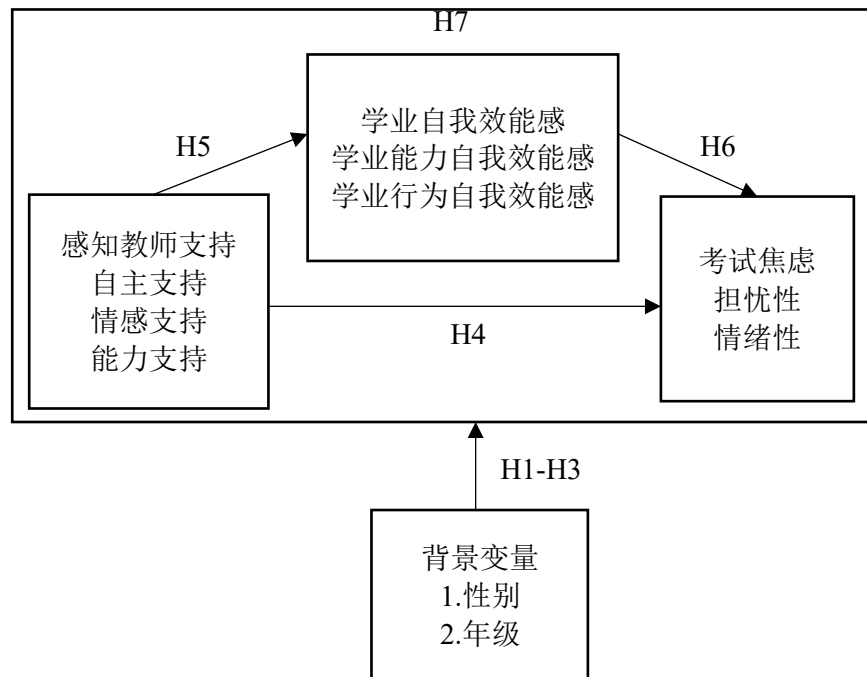 H7
学业自我效能感
学业能力自我效能感
学业行为自我效能感
H5
H6
感知教师支持
自主支持
情感支持
能力支持
考试焦虑
担忧性
情绪性
H4
H1-H3
背景变量
1.性别
2.年级